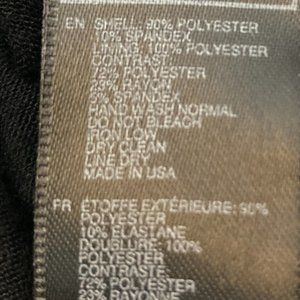 EN SHELL: 90% POLYESTER
10% SPANDEX
LINING: 100% POLYESTER
CONTRAST:
72% POLYESTER
23% RAYON
5% SPANDEX
HAND WASH NORMAL
DO NOT BLEACH
IRON LOW
DRY CLEAN
LINE DRY
MADE IN USA
FR ÉTOFFE EXTÉRIEURE: 90%
POLYESTER
10% ELASTANE
DOUBLURE: 100%
POLYESTER
CONTRASTE:
72% POLYESTER
23% RAYONNE